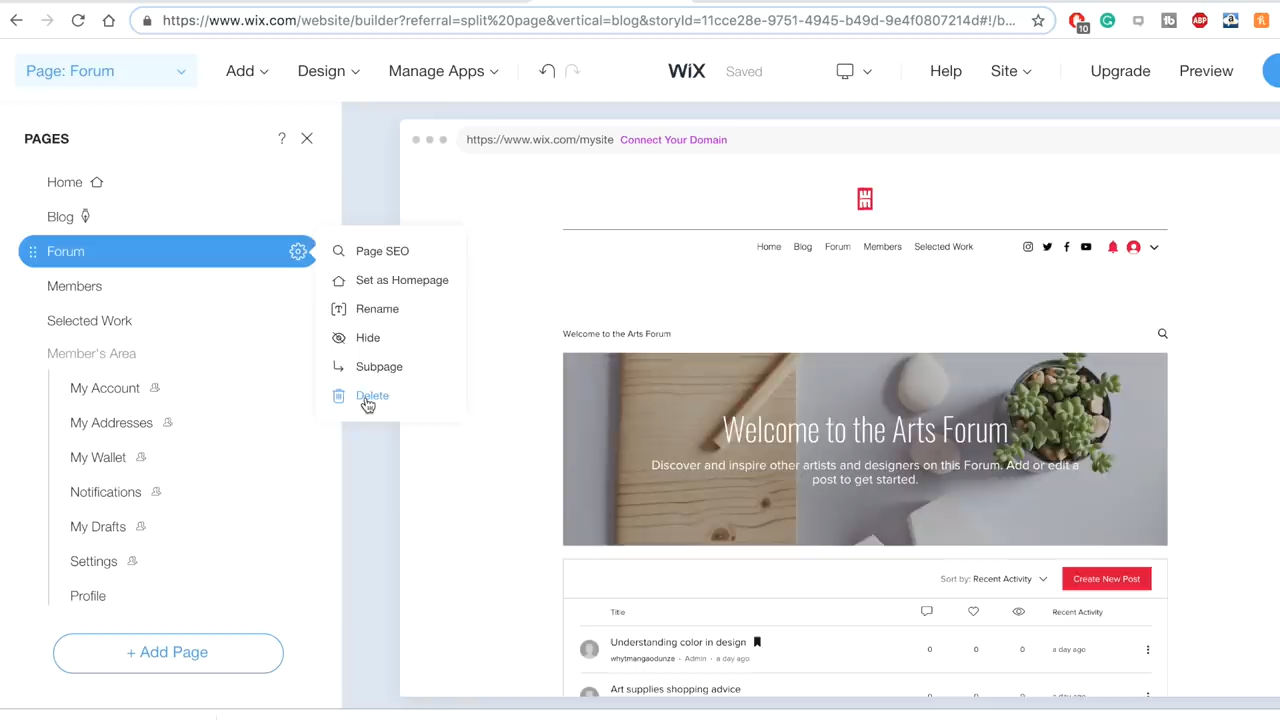 https://www.wix.com/website/builder?referral=split%20page&vertical=blog&storyId=11cce28e-9751-4945-b49d-9e4f0807214d#!/b...
10
tb
ABP
a
Page: Forum
Add
Design
Manage Apps
WiX
Saved
Help
Site
Upgrade
Preview
PAGES
?
Home
Blog
Forum
Members
Selected Work
Member's Area
My Account
My Addresses
My Wallet
Notifications
My Drafts
Settings
Profile
+ Add Page
Page SEO
Set as Homepage
Rename
Hide
Subpage
Delete
https://www.wix.com/mysite Connect Your Domain
Home Blog Forum Members Selected Work
Welcome to the Arts Forum
Welcome to the Arts Forum
Discover and inspire other artists and designers on this Forum. Add or edit a
post to get started.
Sort by: Recent Activity
Create New Post
Title
Recent Activity
Understanding color in design
whytmangaodunze · Admin · a day ago
0 0 0 a day ago
Art supplies shopping advice